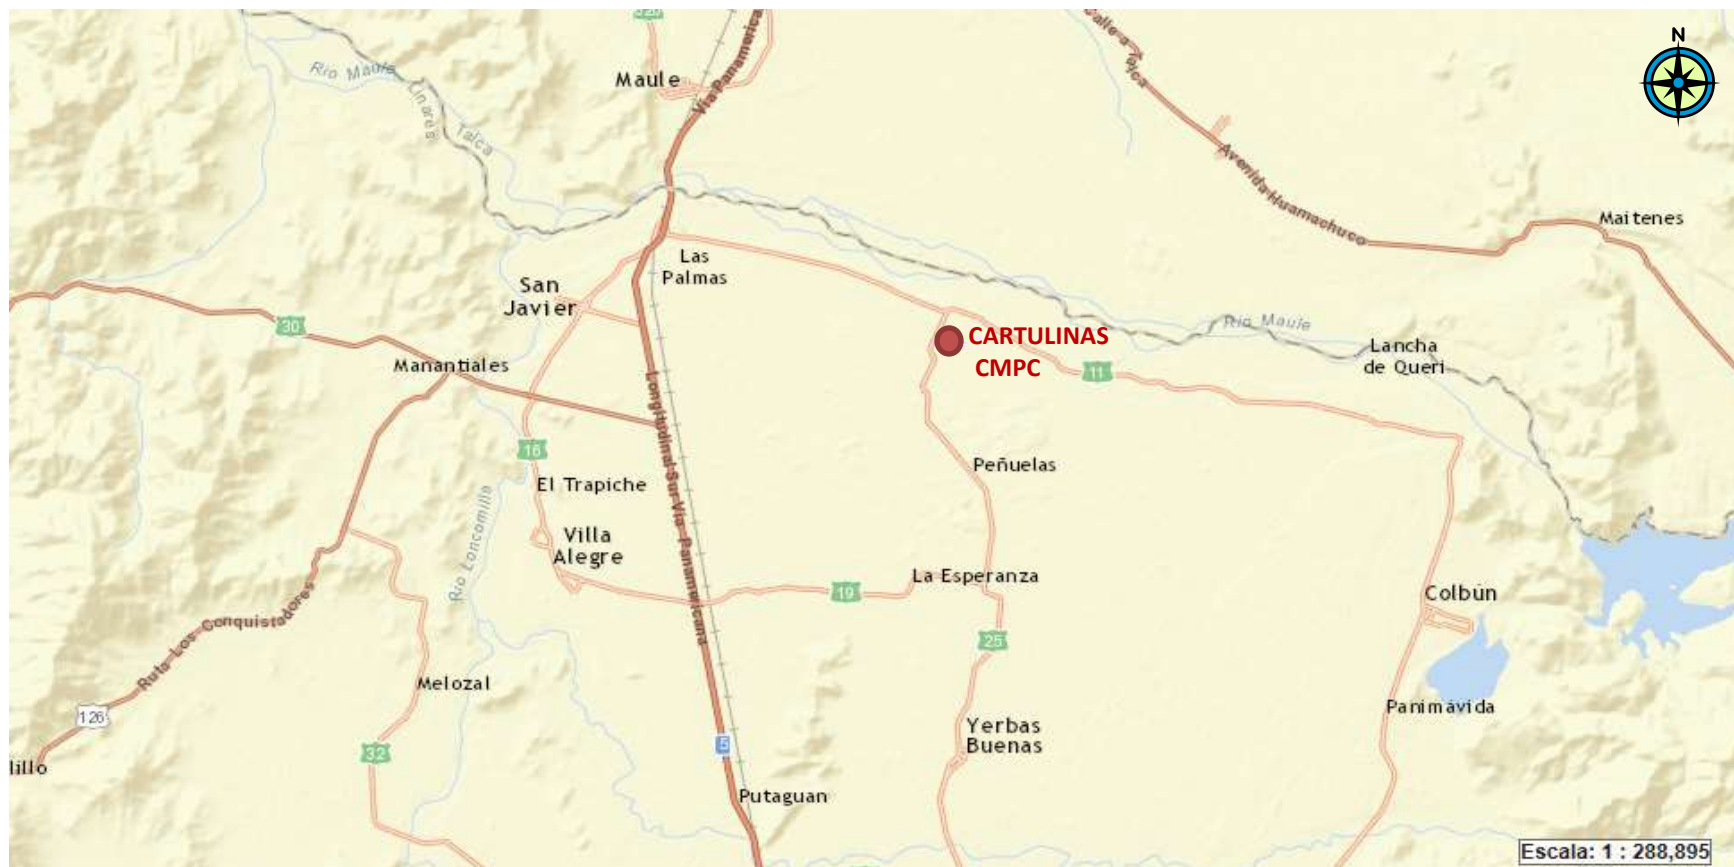 N
Calle a Talca
Río Maule
Maule
Vía Panamerica
Linares
Talca
Avenida Huamachuco
Maitenes
Las
Palmas
San
Javier
30
Río Maule
CARTULINAS
CMPC
Lancha
de Queri
Manantiales
11
Longitudinal Sur Vía Panamericana
16
Peñuelas
El Trapiche
Río Loncomilla
Villa
Alegre
La Esperanza
19
Colbún
Ruta Los Conquistadores
25
Melozal
Panimávida
126
Yerbas
Buenas
5
32
lillo
Putaguan
Escala: 1 : 288,895